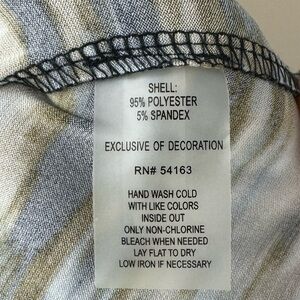 SHELL:
95% POLYESTER
5% SPANDEX
EXCLUSIVE OF DECORATION
RN# 54163
HAND WASH COLD
WITH LIKE COLORS
INSIDE OUT
ONLY NON-CHLORINE
BLEACH WHEN NEEDED
LAY FLAT TO DRY
LOW IRON IF NECESSARY